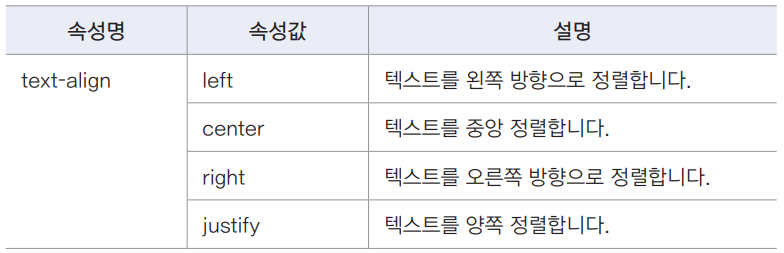 속성명 속성값 설명
text-align left 텍스트를 왼쪽 방향으로 정렬합니다.
center 텍스트를 중앙 정렬합니다.
right 텍스트를 오른쪽 방향으로 정렬합니다.
justify 텍스트를 양쪽 정렬합니다.